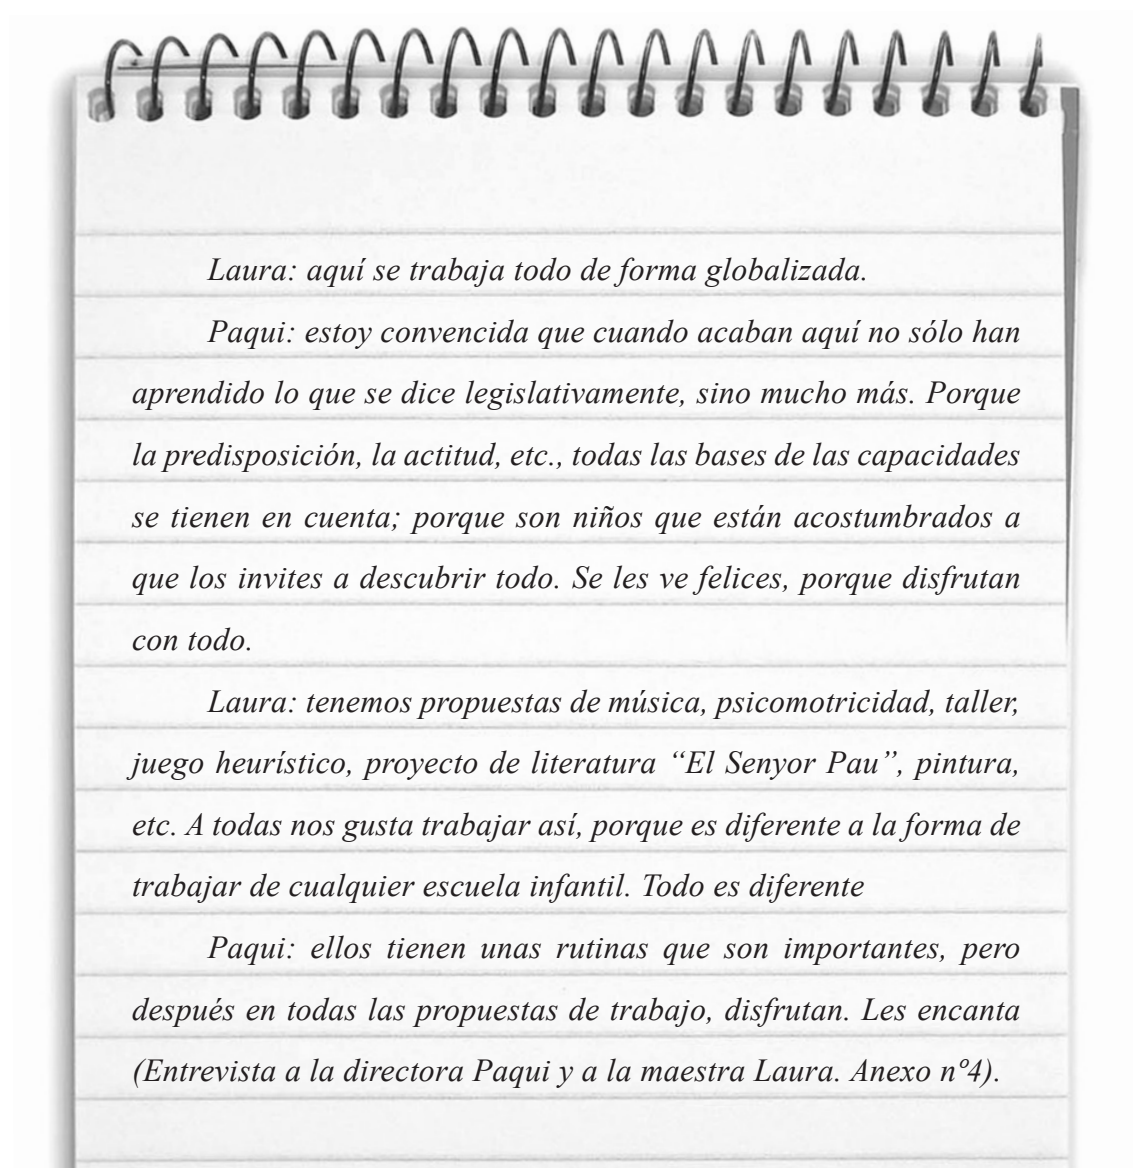 Laura: aquí se trabaja todo de forma globalizada.
Paqui: estoy convencida que cuando acaban aquí no sólo han
aprendido lo que se dice legislativamente, sino mucho más. Porque
la predisposición, la actitud, etc., todas las bases de las capacidades
se tienen en cuenta; porque son niños que están acostumbrados a
que los invites a descubrir todo. Se les ve felices, porque disfrutan
con todo.
Laura: tenemos propuestas de música, psicomotricidad, taller,
juego heurístico, proyecto de literatura “El Senyor Pau”, pintura,
etc. A todas nos gusta trabajar así, porque es diferente a la forma de
trabajar de cualquier escuela infantil. Todo es diferente
Paqui: ellos tienen unas rutinas que son importantes, pero
después en todas las propuestas de trabajo, disfrutan. Les encanta
(Entrevista a la directora Paqui y a la maestra Laura. Anexo nº4).